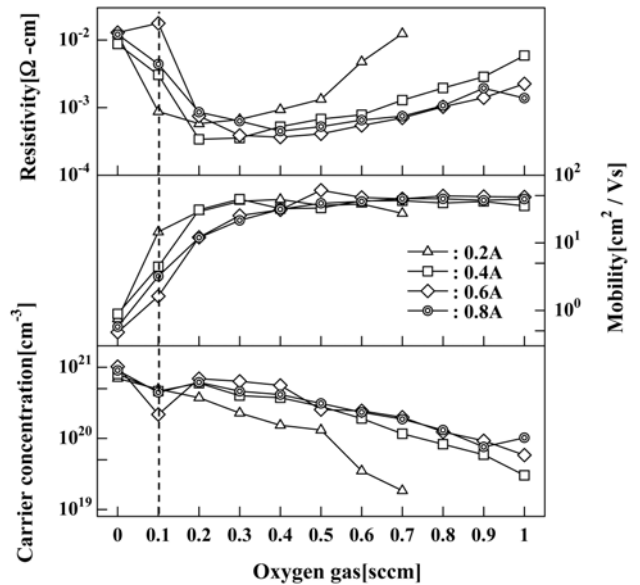 Resistivity[Ω -cm]
10⁻²
10⁻³
10⁻⁴
Mobility[cm² / Vs]
10²
10¹
10⁰
: 0.2A
: 0.4A
: 0.6A
: 0.8A
Carrier concentration[cm⁻³]
10²¹
10²⁰
10¹⁹
0 0.1 0.2 0.3 0.4 0.5 0.6 0.7 0.8 0.9 1
Oxygen gas[sccm]